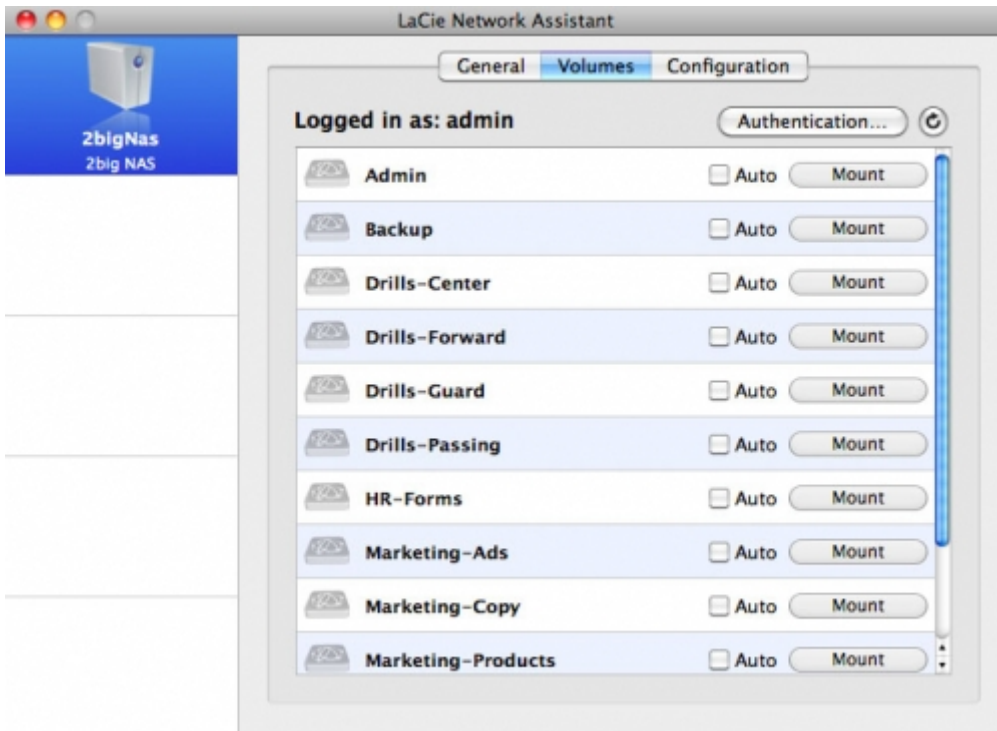 LaCie Network Assistant
2bigNas
2big NAS
General Volumes Configuration
Logged in as: admin Authentication...
Admin Auto Mount
Backup Auto Mount
Drills-Center Auto Mount
Drills-Forward Auto Mount
Drills-Guard Auto Mount
Drills-Passing Auto Mount
HR-Forms Auto Mount
Marketing-Ads Auto Mount
Marketing-Copy Auto Mount
Marketing-Products Auto Mount